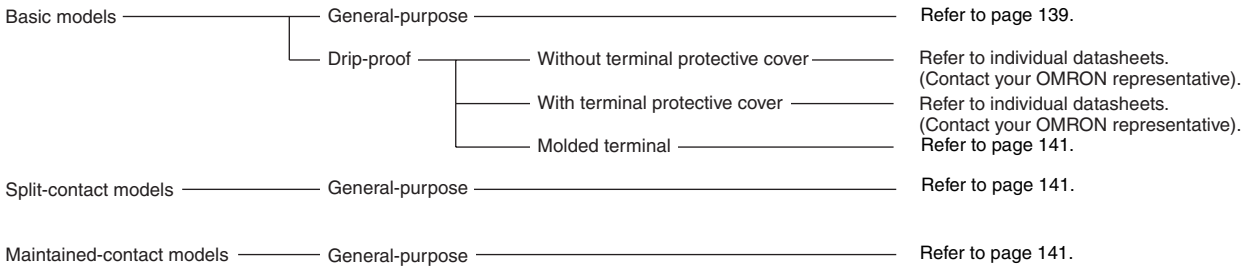 Basic models General-purpose Refer to page 139.
Drip-proof Without terminal protective cover Refer to individual datasheets.
(Contact your OMRON representative).
With terminal protective cover Refer to individual datasheets.
(Contact your OMRON representative).
Molded terminal Refer to page 141.
Split-contact models General-purpose Refer to page 141.
Maintained-contact models General-purpose Refer to page 141.